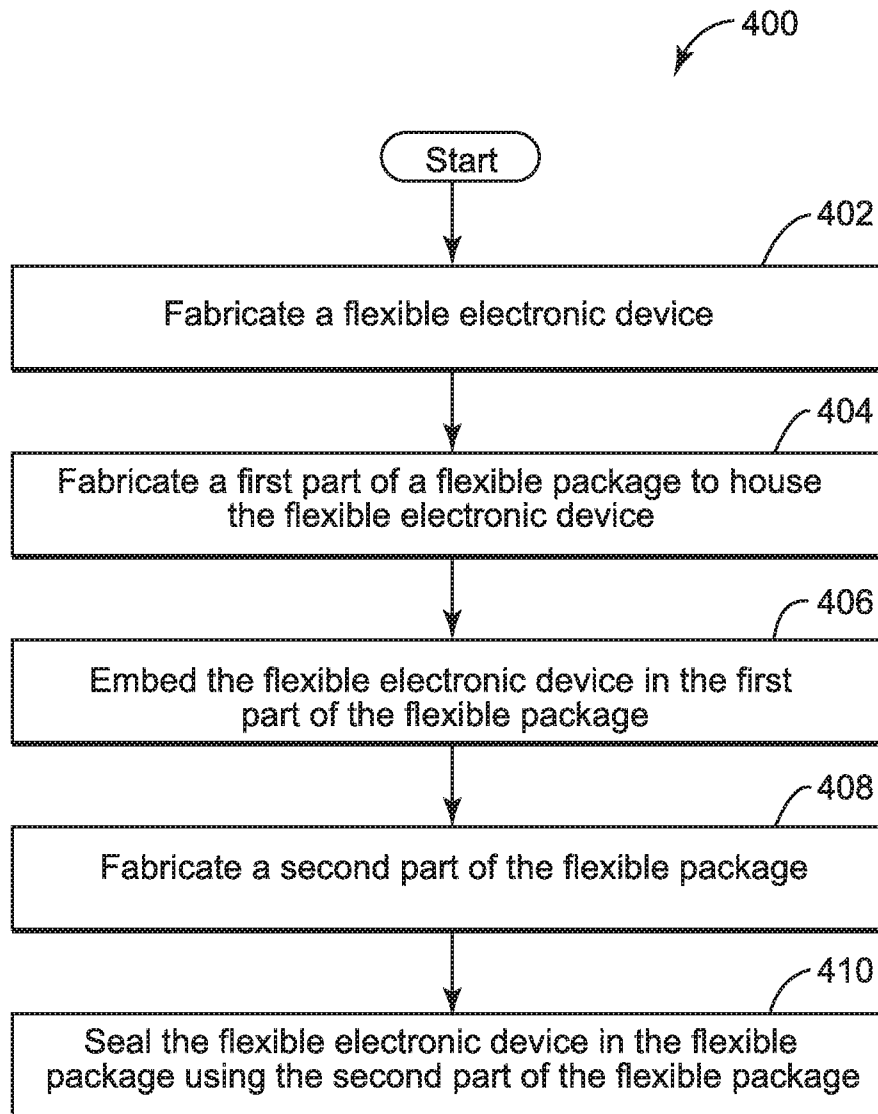 400
Start
402
Fabricate a flexible electronic device
404
Fabricate a first part of a flexible package to house
the flexible electronic device
406
Embed the flexible electronic device in the first
part of the flexible package
408
Fabricate a second part of the flexible package
410
Seal the flexible electronic device in the flexible
package using the second part of the flexible package